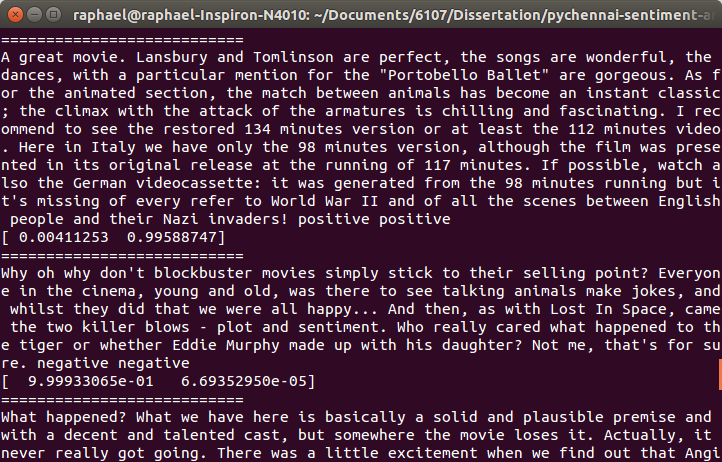 raphael@raphael-Inspiron-N4010: ~/Documents/6107/Dissertation/pychennai-sentiment-a
===========================
A great movie. Lansbury and Tomlinson are perfect, the songs are wonderful, the
dances, with a particular mention for the "Portobello Ballet" are gorgeous. As f
or the animated section, the match between animals has become an instant classic
; the climax with the attack of the armatures is chilling and fascinating. I rec
ommend to see the restored 134 minutes version or at least the 112 minutes video
. Here in Italy we have only the 98 minutes version, although the film was prese
nted in its original release at the running of 117 minutes. If possible, watch a
lso the German videocassette: it was generated from the 98 minutes running but i
t's missing of every refer to World War II and of all the scenes between English
 people and their Nazi invaders! positive positive
[ 0.00411253  0.99588747]
===========================
Why oh why don't blockbuster movies simply stick to their selling point? Everyon
e in the cinema, young and old, was there to see talking animals make jokes, and
 whilst they did that we were all happy... And then, as with Lost In Space, came
 the two killer blows - plot and sentiment. Who really cared what happened to th
e tiger or whether Eddie Murphy made up with his daughter? Not me, that's for su
re. negative negative
[  9.99933065e-01   6.69352950e-05]
===========================
What happened? What we have here is basically a solid and plausible premise and
with a decent and talented cast, but somewhere the movie loses it. Actually, it
never really got going. There was a little excitement when we find out that Angi